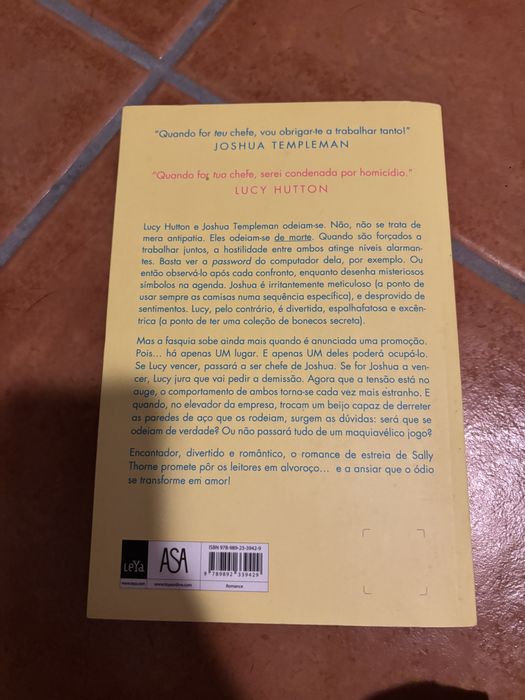 "Quando for teu chefe, vou obrigar-te a trabalhar tanto!"
JOSHUA TEMPLEMAN
"Quando for tua chefe, serei condenada por homicídio."
LUCY HUTTON
Lucy Hutton e Joshua Templeman odeiam-se. Não, não se trata de
mera antipatia. Eles odeiam-se de morte. Quando são forçados a
trabalhar juntos, a hostilidade entre ambos atinge níveis alarman-
tes. Basta ver a password do computador dela, por exemplo. Ou
então observá-lo após cada confronto, enquanto desenha misteriosos
símbolos na agenda. Joshua é irritantemente meticuloso (a ponto de
usar sempre as camisas numa sequência específica), e desprovido de
sentimentos. Lucy, pelo contrário, é divertida, espalhafatosa e excên-
trica (a ponto de ter uma coleção de bonecos secreta).
Mas a fasquia sobe ainda mais quando é anunciada uma promoção.
Pois... há apenas UM lugar. E apenas UM deles poderá ocupá-lo.
Se Lucy vencer, passará a ser chefe de Joshua. Se for Joshua a ven-
cer, Lucy jura que vai pedir a demissão. Agora que a tensão está no
auge, o comportamento de ambos torna-se cada vez mais estranho. E
quando, no elevador da empresa, trocam um beijo capaz de derreter
as paredes de aço que os rodeiam, surgem as dúvidas: será que se
odeiam de verdade? Ou não passará tudo de um maquiavélico jogo?
Encantador, divertido e romântico, o romance de estreia de Sally
Thorne promete pôr os leitores em alvoroço... e a ansiar que o ódio
se transforme em amor!
LEYA
www.leya.com
ASA
www.leyaonline.com
ISBN 978-989-23-3942-9
9 789892 339429
Romance